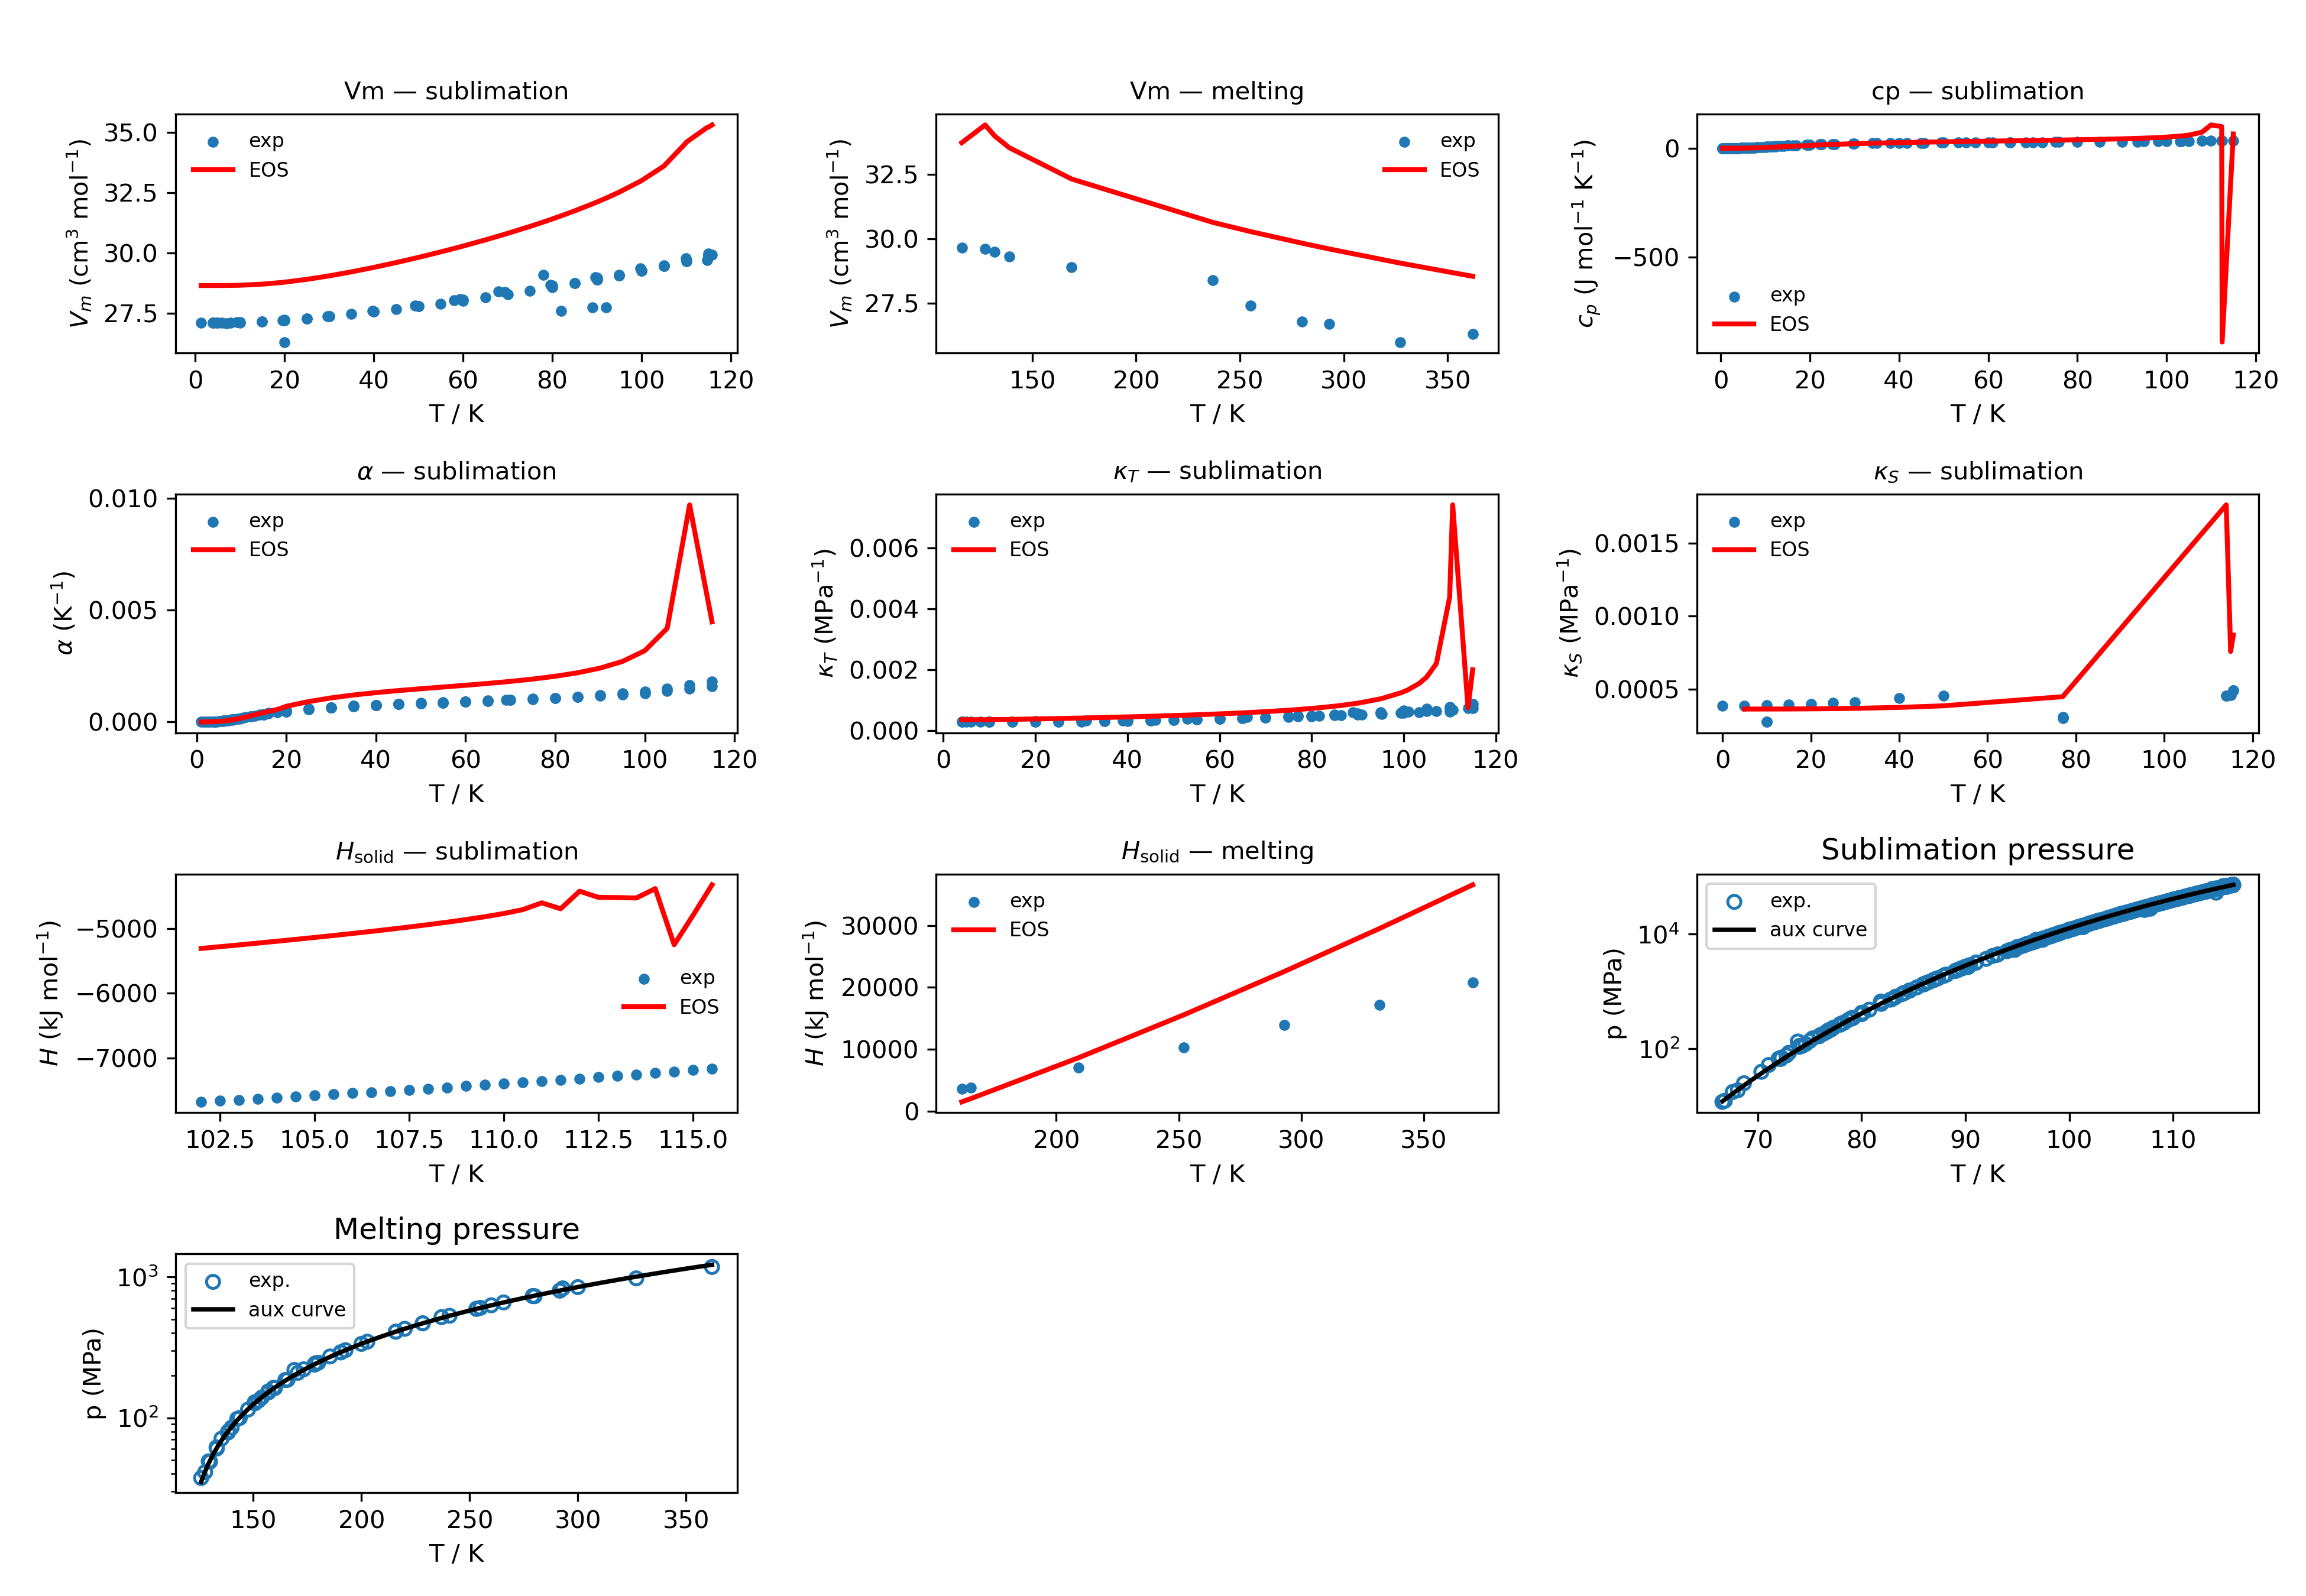 Vm — sublimation
V_m (cm³ mol⁻¹)
35.0
32.5
30.0
27.5
exp
EOS
0 20 40 60 80 100 120
T / K
Vm — melting
V_m (cm³ mol⁻¹)
32.5
30.0
27.5
exp
EOS
150 200 250 300 350
T / K
cp — sublimation
c_p (J mol⁻¹ K⁻¹)
0
−500
exp
EOS
0 20 40 60 80 100 120
T / K
α — sublimation
α (K⁻¹)
0.010
0.005
0.000
exp
EOS
0 20 40 60 80 100 120
T / K
κ_T — sublimation
κ_T (MPa⁻¹)
0.006
0.004
0.002
0.000
exp
EOS
0 20 40 60 80 100 120
T / K
κ_S — sublimation
κ_S (MPa⁻¹)
0.0015
0.0010
0.0005
exp
EOS
0 20 40 60 80 100 120
T / K
H_solid — sublimation
H (kJ mol⁻¹)
−5000
−6000
−7000
exp
EOS
102.5 105.0 107.5 110.0 112.5 115.0
T / K
H_solid — melting
H (kJ mol⁻¹)
30000
20000
10000
0
exp
EOS
200 250 300 350
T / K
Sublimation pressure
p (MPa)
10⁴
10²
exp.
aux curve
70 80 90 100 110
T / K
Melting pressure
p (MPa)
10³
10²
exp.
aux curve
150 200 250 300 350
T / K